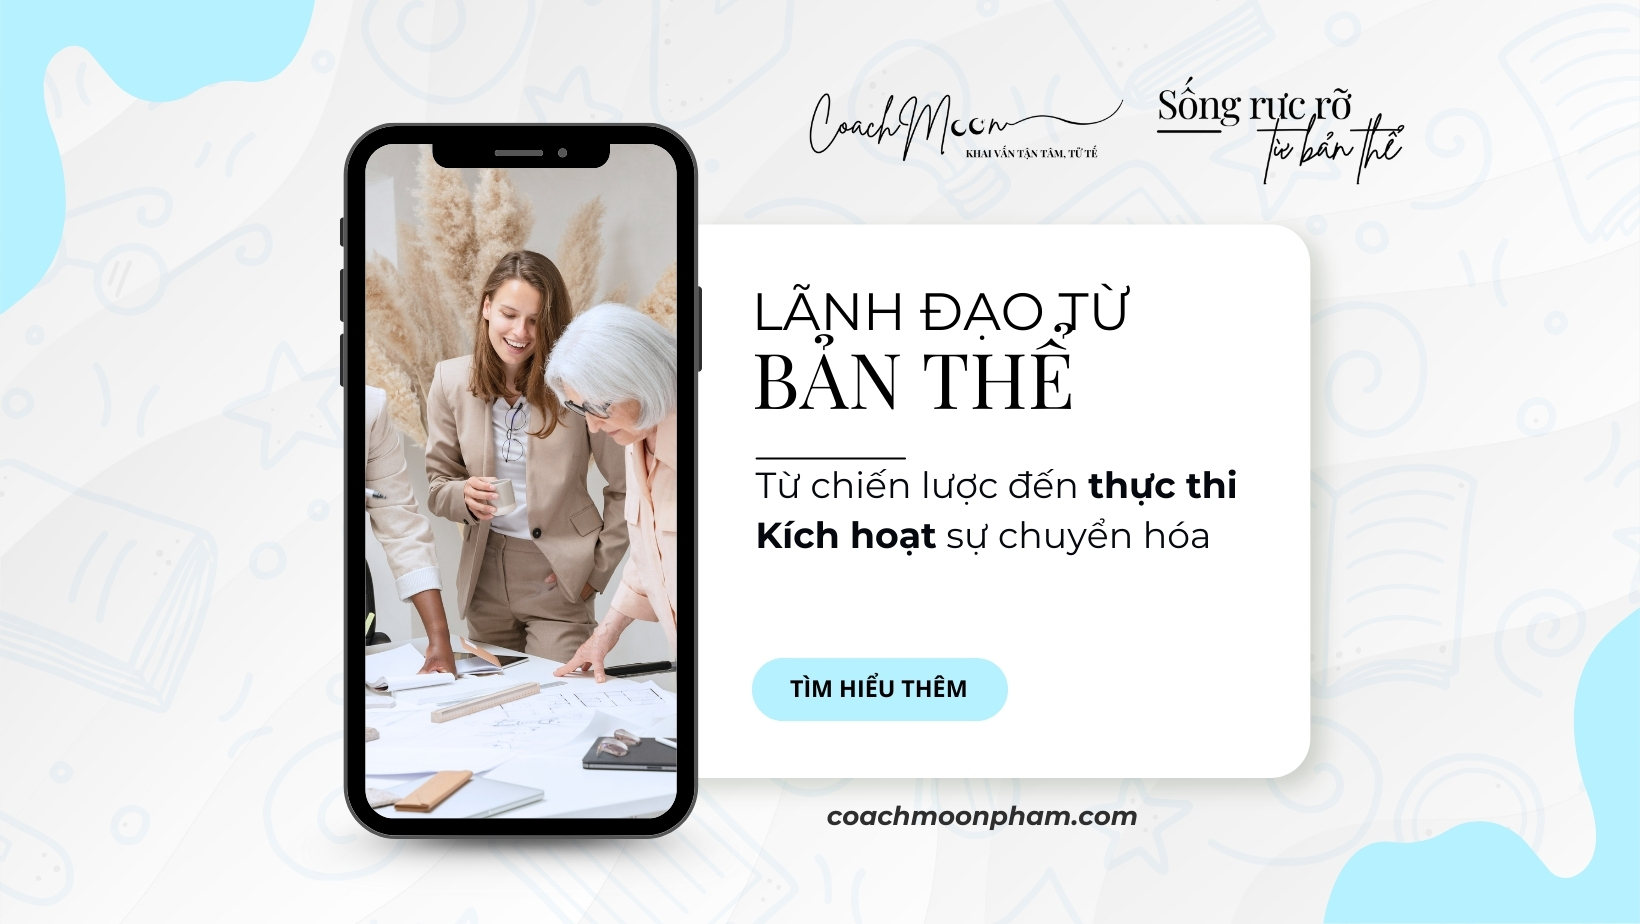 CoachMoon
KHAI VẤN TẬN TÂM, TỬ TẾ
Sống rực rỡ
từ bản thể
LÃNH ĐẠO TỪ
BẢN THỂ
Từ chiến lược đến thực thi
Kích hoạt sự chuyển hóa
TÌM HIỂU THÊM
coachmoonpham.com